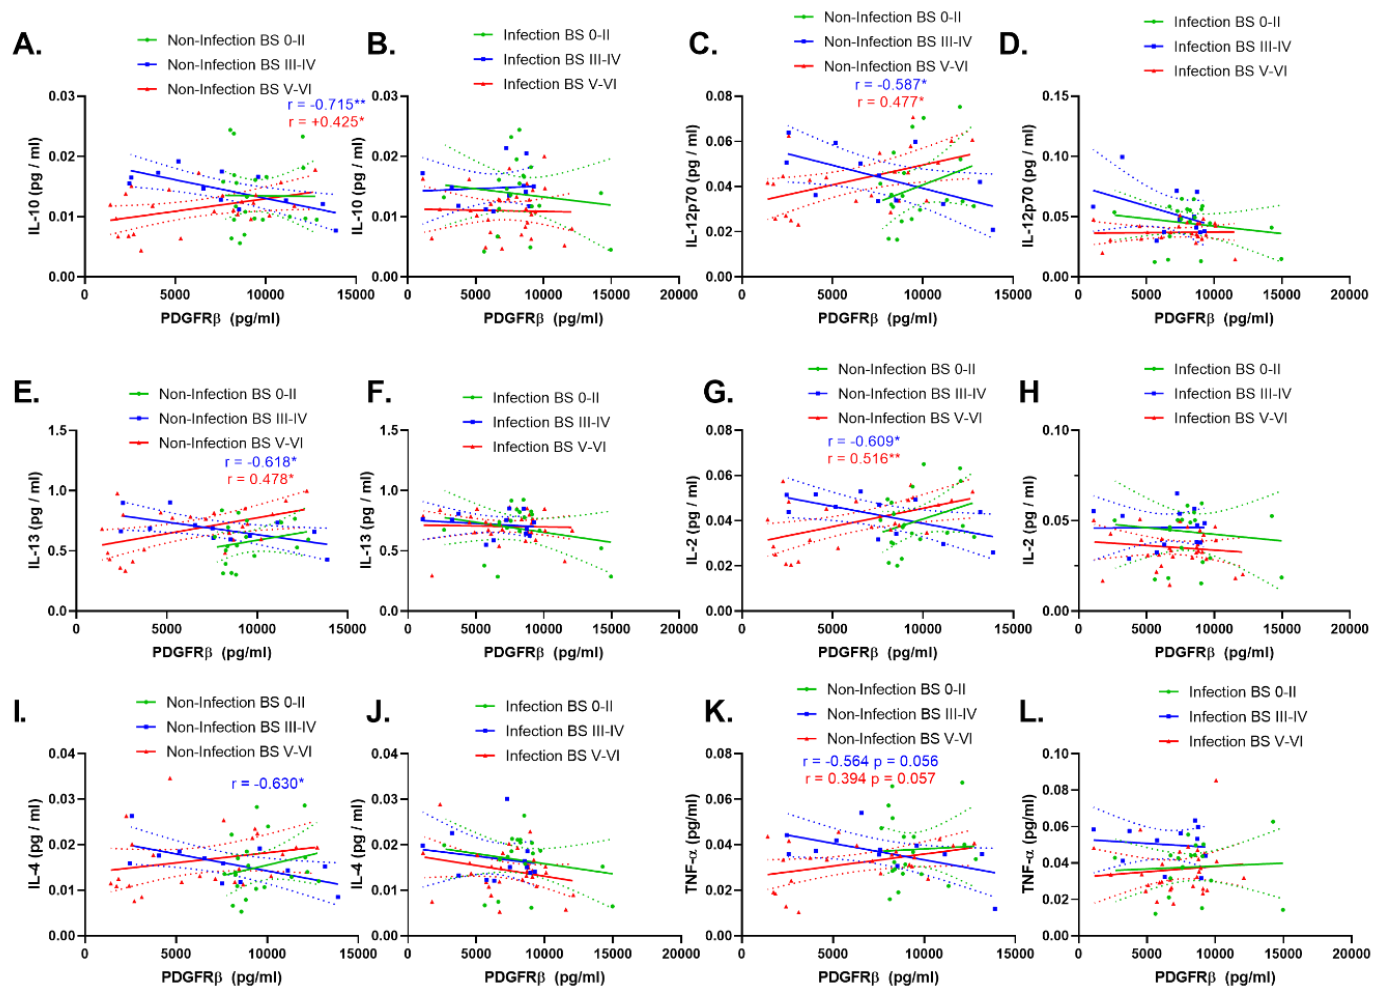 A.
Non-Infection BS 0-II
Non-Infection BS III-IV
Non-Infection BS V-VI
r = -0.715**
r = +0.425*
0.03
0.02
0.01
0.00
IL-10 (pg / ml)
0
5000
10000
15000
PDGFRβ (pg/ml)
B.
Infection BS 0-II
Infection BS III-IV
Infection BS V-VI
0.03
0.02
0.01
0.00
IL-10 (pg / ml)
0
5000
10000
15000
20000
PDGFRβ (pg/ml)
C.
Non-Infection BS 0-II
Non-Infection BS III-IV
Non-Infection BS V-VI
r = -0.587*
r = 0.477*
0.08
0.06
0.04
0.02
0.00
IL-12p70 (pg / ml)
0
5000
10000
15000
PDGFRβ (pg/ml)
D.
Infection BS 0-II
Infection BS III-IV
Infection BS V-VI
0.15
0.10
0.05
0.00
IL-12p70 (pg / ml)
0
5000
10000
15000
20000
PDGFRβ (pg/ml)
E.
Non-Infection BS 0-II
Non-Infection BS III-IV
Non-Infection BS V-VI
r = -0.618*
r = 0.478*
1.5
1.0
0.5
0.0
IL-13 (pg / ml)
0
5000
10000
15000
PDGFRβ (pg/ml)
F.
Infection BS 0-II
Infection BS III-IV
Infection BS V-VI
1.5
1.0
0.5
0.0
IL-13 (pg / ml)
0
5000
10000
15000
20000
PDGFRβ (pg/ml)
G.
Non-Infection BS 0-II
Non-Infection BS III-IV
Non-Infection BS V-VI
r = -0.609*
r = 0.516**
0.08
0.06
0.04
0.02
0.00
IL-2 (pg / ml)
0
5000
10000
15000
PDGFRβ (pg/ml)
H.
Infection BS 0-II
Infection BS III-IV
Infection BS V-VI
0.10
0.05
0.00
IL-2 (pg / ml)
0
5000
10000
15000
20000
PDGFRβ (pg/ml)
I.
Non-Infection BS 0-II
Non-Infection BS III-IV
Non-Infection BS V-VI
r = -0.630*
0.04
0.03
0.02
0.01
0.00
IL-4 (pg / ml)
0
5000
10000
15000
PDGFRβ (pg/ml)
J.
Infection BS 0-II
Infection BS III-IV
Infection BS V-VI
0.04
0.03
0.02
0.01
0.00
IL-4 (pg / ml)
0
5000
10000
15000
20000
PDGFRβ (pg/ml)
K.
Non-Infection BS 0-II
Non-Infection BS III-IV
Non-Infection BS V-VI
r = -0.564 p = 0.056
r = 0.394 p = 0.057
0.08
0.06
0.04
0.02
0.00
TNF-α (pg/ml)
0
5000
10000
15000
PDGFRβ (pg/ml)
L.
Infection BS 0-II
Infection BS III-IV
Infection BS V-VI
0.10
0.08
0.06
0.04
0.02
0.00
TNF-α (pg/ml)
0
5000
10000
15000
20000
PDGFRβ (pg/ml)